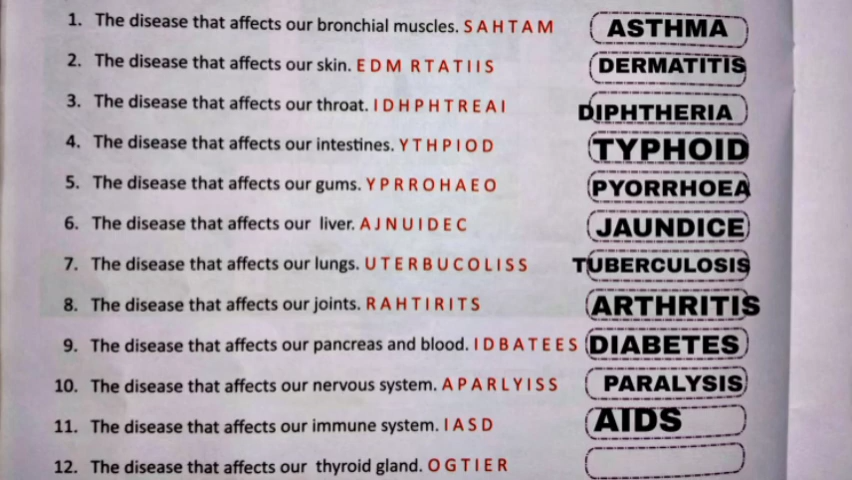 1. The disease that affects our bronchial muscles. S A H T A M ASTHMA
2. The disease that affects our skin. E D M R T A T I I S DERMATITIS
3. The disease that affects our throat. I D H P H T R E A I DIPHTHERIA
4. The disease that affects our intestines. Y T H P I O D TYPHOID
5. The disease that affects our gums. Y P R R O H A E O PYORRHOEA
6. The disease that affects our liver. A J N U I D E C JAUNDICE
7. The disease that affects our lungs. U T E R B U C O L I S S TUBERCULOSIS
8. The disease that affects our joints. R A H T I R I T S ARTHRITIS
9. The disease that affects our pancreas and blood. I D B A T E E S DIABETES
10. The disease that affects our nervous system. A P A R L Y I S S PARALYSIS
11. The disease that affects our immune system. I A S D AIDS
12. The disease that affects our thyroid gland. O G T I E R